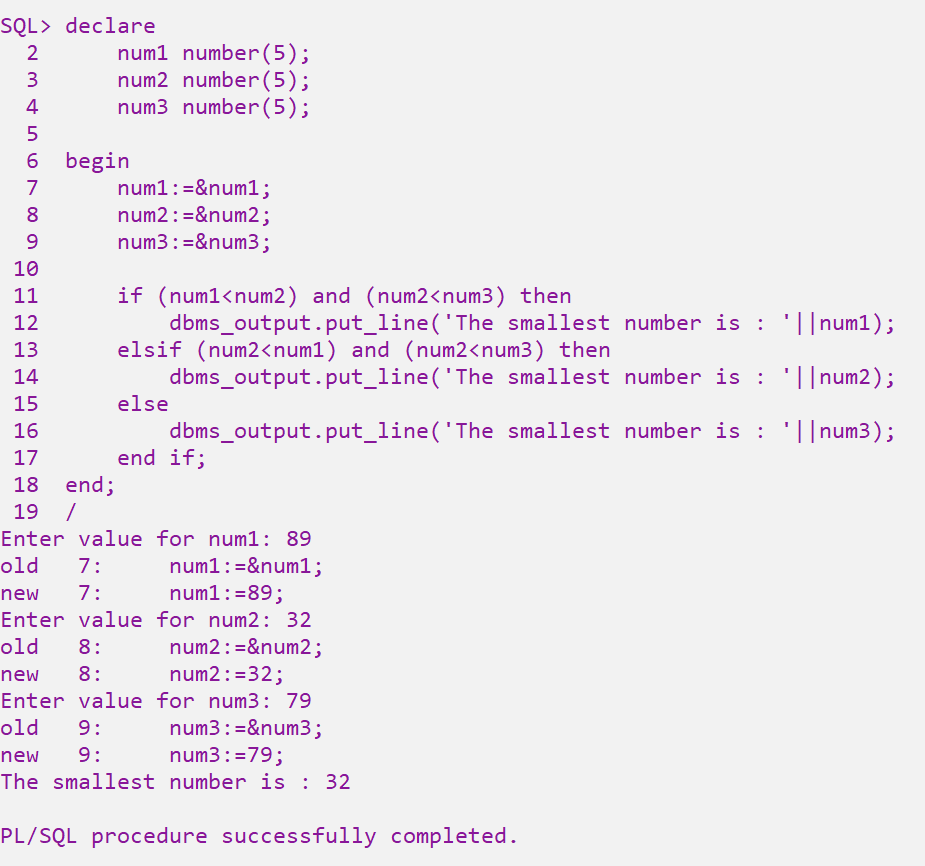 SQL> declare
  2      num1 number(5);
  3      num2 number(5);
  4      num3 number(5);
  5
  6  begin
  7      num1:=&num1;
  8      num2:=&num2;
  9      num3:=&num3;
 10
 11      if (num1<num2) and (num2<num3) then
 12          dbms_output.put_line('The smallest number is : '||num1);
 13      elsif (num2<num1) and (num2<num3) then
 14          dbms_output.put_line('The smallest number is : '||num2);
 15      else
 16          dbms_output.put_line('The smallest number is : '||num3);
 17      end if;
 18  end;
 19  /
Enter value for num1: 89
old   7:     num1:=&num1;
new   7:     num1:=89;
Enter value for num2: 32
old   8:     num2:=&num2;
new   8:     num2:=32;
Enter value for num3: 79
old   9:     num3:=&num3;
new   9:     num3:=79;
The smallest number is : 32

PL/SQL procedure successfully completed.